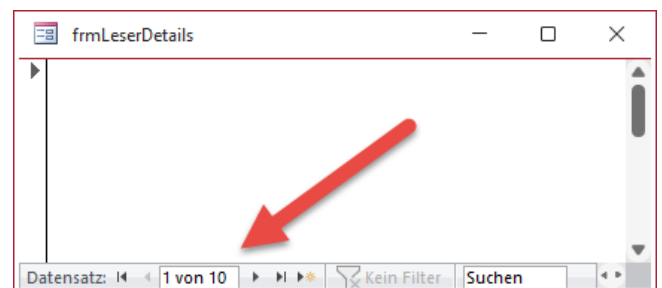 frmLeserDetails
Datensatz: 1 von 10 Kein Filter Suchen